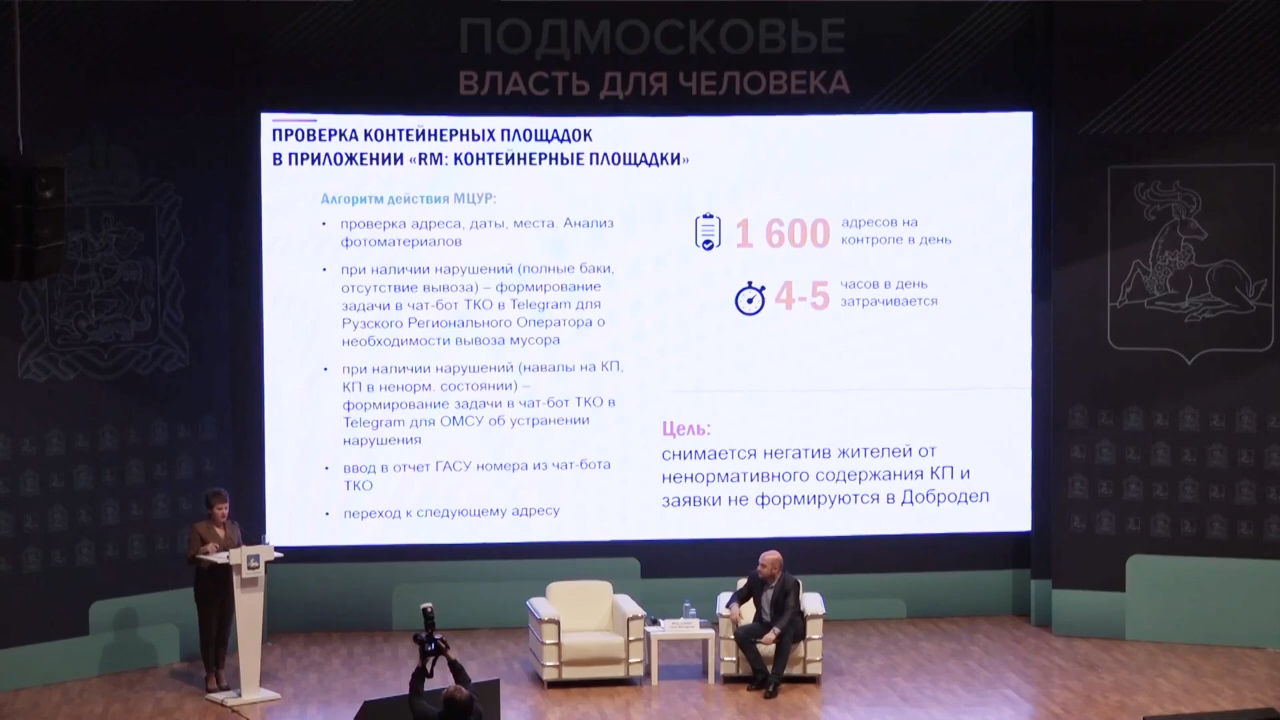 ПОДМОСКОВЬЕ
ВЛАСТЬ ДЛЯ ЧЕЛОВЕКА
ПРОВЕРКА КОНТЕЙНЕРНЫХ ПЛОЩАДОК
В ПРИЛОЖЕНИИ «RM: КОНТЕЙНЕРНЫЕ ПЛОЩАДКИ»
Алгоритм действия МЦУР:
• проверка адреса, даты, места. Анализ
фотоматериалов
• при наличии нарушений (полные баки,
отсутствие вывоза) – формирование
задачи в чат-бот ТКО в Telegram для
Рузского Регионального Оператора о
необходимости вывоза мусора
• при наличии нарушений (навалы на КП,
КП в ненорм. состоянии) –
формирование задачи в чат-бот ТКО в
Telegram для ОМСУ об устранении
нарушения
• ввод в отчет ГАСУ номера из чат-бота
ТКО
• переход к следующему адресу
1 600 адресов на
контроле в день
4-5 часов в день
затрачивается
Цель:
снимается негатив жителей от
ненормативного содержания КП и
заявки не формируются в Добродел